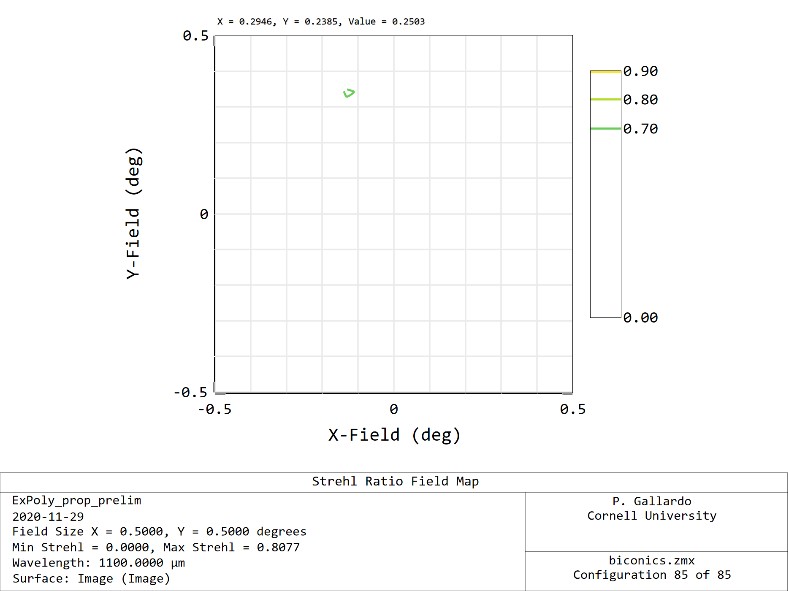 X = 0.2946, Y = 0.2385, Value = 0.2503
0.5
0
-0.5
Y-Field (deg)
-0.5 0 0.5
X-Field (deg)
0.90
0.80
0.70
0.00
Strehl Ratio Field Map
ExPoly_prop_prelim
2020-11-29
Field Size X = 0.5000, Y = 0.5000 degrees
Min Strehl = 0.0000, Max Strehl = 0.8077
Wavelength: 1100.0000 µm
Surface: Image (Image)
P. Gallardo
Cornell University
biconics.zmx
Configuration 85 of 85